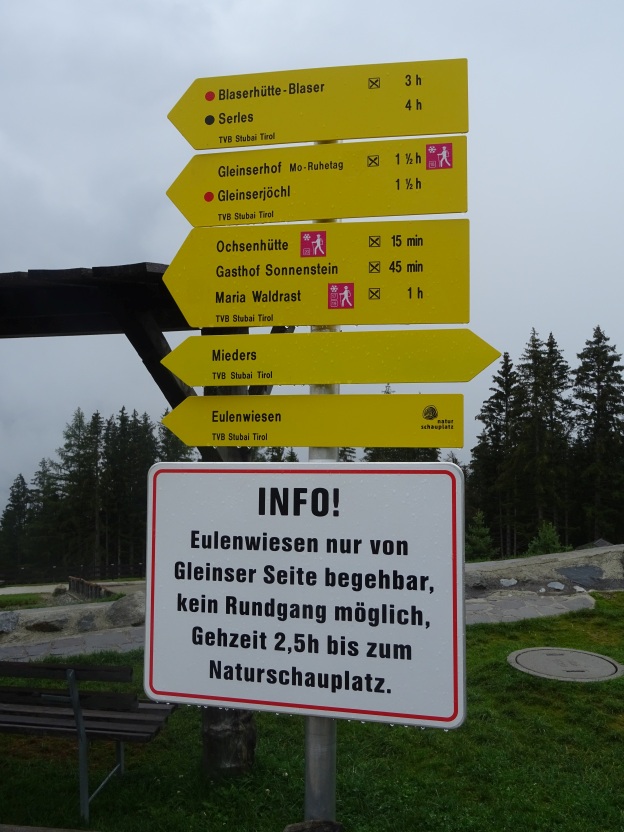 Blaserhütte-Blaser 3 h
Serles 4 h
TVB Stubai Tirol
Gleinserhof Mo-Ruhetag 1 ½ h
Gleinserjöchl 1 ½ h
TVB Stubai Tirol
Ochsenhütte 15 min
Gasthof Sonnenstein 45 min
Maria Waldrast 1 h
TVB Stubai Tirol
Mieders
TVB Stubai Tirol
Eulenwiesen
natur
schauplatz
TVB Stubai Tirol
INFO!
Eulenwiesen nur von
Gleinser Seite begehbar,
kein Rundgang möglich,
Gehzeit 2,5h bis zum
Naturschauplatz.